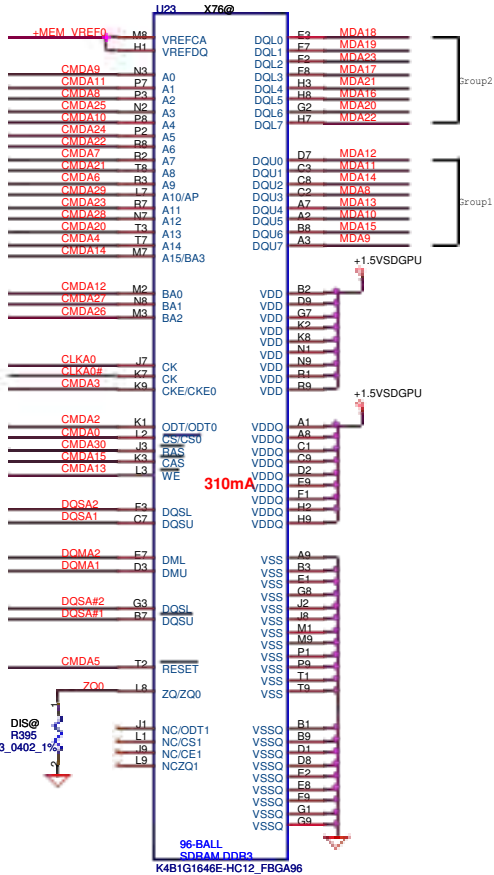 U23 X76@
+MEM_VREF0 M8 VREFCA DQL0 E3 MDA18
H1 VREFDQ DQL1 F7 MDA19
DQL2 F2 MDA23
CMDA9 N3 A0 DQL3 F8 MDA17
CMDA11 P7 A1 DQL4 H3 MDA21 Group2
CMDA8 P3 A2 DQL5 H8 MDA16
CMDA25 N2 A3 DQL6 G2 MDA20
CMDA10 P8 A4 DQL7 H7 MDA22
CMDA24 P2 A5
CMDA22 R8 A6
CMDA7 R2 A7 DQU0 D7 MDA12
CMDA21 T8 A8 DQU1 C3 MDA11
CMDA6 R3 A9 DQU2 C8 MDA14
CMDA29 L7 A10/AP DQU3 C2 MDA8
CMDA23 R7 A11 DQU4 A7 MDA13 Group1
CMDA28 N7 A12 DQU5 A2 MDA10
CMDA20 T3 A13 DQU6 B8 MDA15
CMDA4 T7 A14 DQU7 A3 MDA9
CMDA14 M7 A15/BA3
+1.5VSDGPU
CMDA12 M2 BA0 VDD B2
CMDA27 N8 BA1 VDD D9
CMDA26 M3 BA2 VDD G7
VDD K2
VDD K8
VDD N1
CLKA0 J7 CK VDD N9
CLKA0# K7 CK VDD R1
CMDA3 K9 CKE/CKE0 VDD R9
+1.5VSDGPU
CMDA2 K1 ODT/ODT0 VDDQ A1
CMDA0 L2 CS/CS0 VDDQ A8
CMDA30 J3 RAS VDDQ C1
CMDA15 K3 CAS VDDQ C9
CMDA13 L3 WE VDDQ D2
310mA VDDQ E9
VDDQ F1
DQSA2 F3 DQSL VDDQ H2
DQSA1 C7 DQSU VDDQ H9
DQMA2 E7 DML VSS A9
DQMA1 D3 DMU VSS B3
VSS E1
VSS G8
DQSA#2 G3 DQSL VSS J2
DQSA#1 B7 DQSU VSS J8
VSS M1
VSS M9
VSS P1
CMDA5 T2 RESET VSS P9
VSS T1
ZQ0 L8 ZQ/ZQ0 VSS T9
1
DIS@ J1 NC/ODT1 VSSQ B1
R395 L1 NC/CS1 VSSQ B9
3_0402_1% J9 NC/CE1 VSSQ D1
2 L9 NCZQ1 VSSQ D8
VSSQ E2
VSSQ E8
VSSQ F9
VSSQ G1
VSSQ G9
96-BALL
SDRAM DDR3
K4B1G1646E-HC12_FBGA96